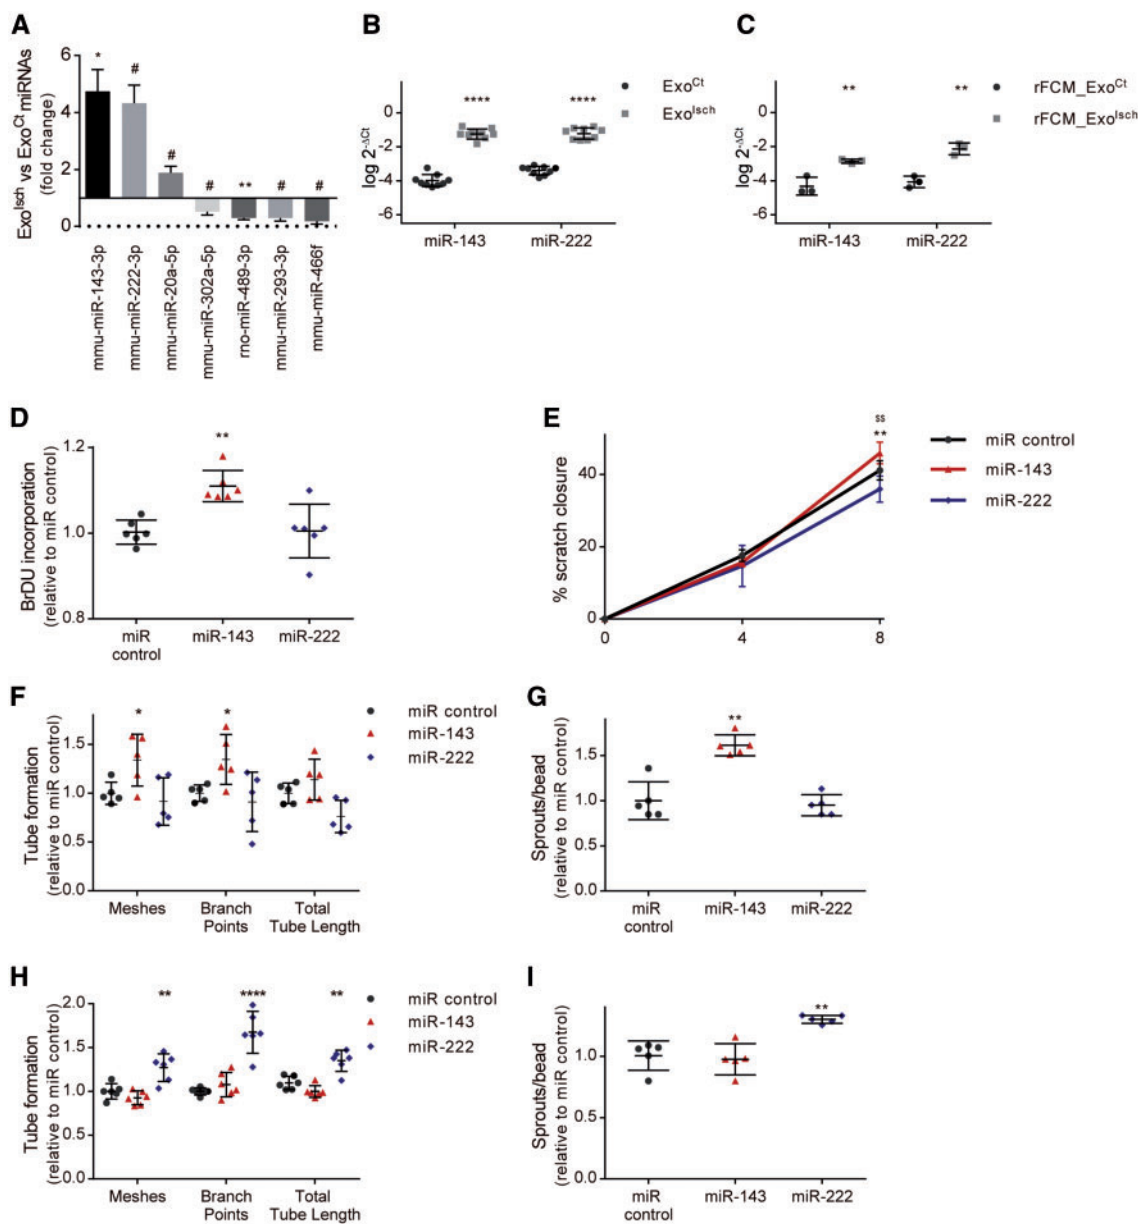 A
Exo^Isch vs Exo^Ct miRNAs
(fold change)
6
4
2
0
*
#
#
#
**
#
#
mmu-miR-143-3p
mmu-miR-222-3p
mmu-miR-20a-5p
mmu-miR-302a-5p
rno-miR-489-3p
mmu-miR-293-3p
mmu-miR-466f
B
log 2^-ΔCt
0
-2
-4
-6
****
****
miR-143
miR-222
Exo^Ct
Exo^Isch
C
log 2^-ΔCt
0
-2
-4
-6
**
**
miR-143
miR-222
rFCM_Exo^Ct
rFCM_Exo^Isch
D
BrDU incorporation
(relative to miR control)
1.2
1.0
0.8
**
miR
control
miR-143
miR-222
E
% scratch closure
40
20
0
0
4
8
$$
**
miR control
miR-143
miR-222
F
Tube formation
(relative to miR control)
1.5
1.0
0.5
0.0
*
*
Meshes
Branch
Points
Total
Tube Length
miR control
miR-143
miR-222
G
Sprouts/bead
(relative to miR control)
1.5
1.0
0.5
0
**
miR
control
miR-143
miR-222
H
Tube formation
(relative to miR control)
2.0
1.5
1.0
0.5
0.0
**
****
**
Meshes
Branch
Points
Total
Tube Length
miR control
miR-143
miR-222
I
Sprouts/bead
(relative to miR control)
1.0
0.5
0
**
miR
control
miR-143
miR-222